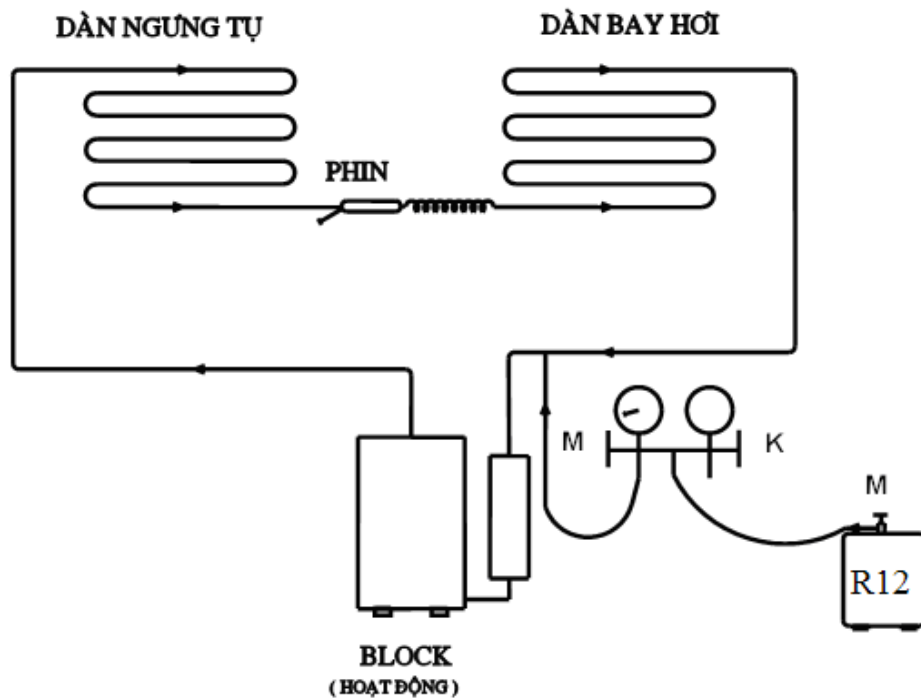 DÀN NGƯNG TỤ
DÀN BAY HƠI
PHIN
M
K
M
R12
BLOCK
( HOẠT ĐỘNG )